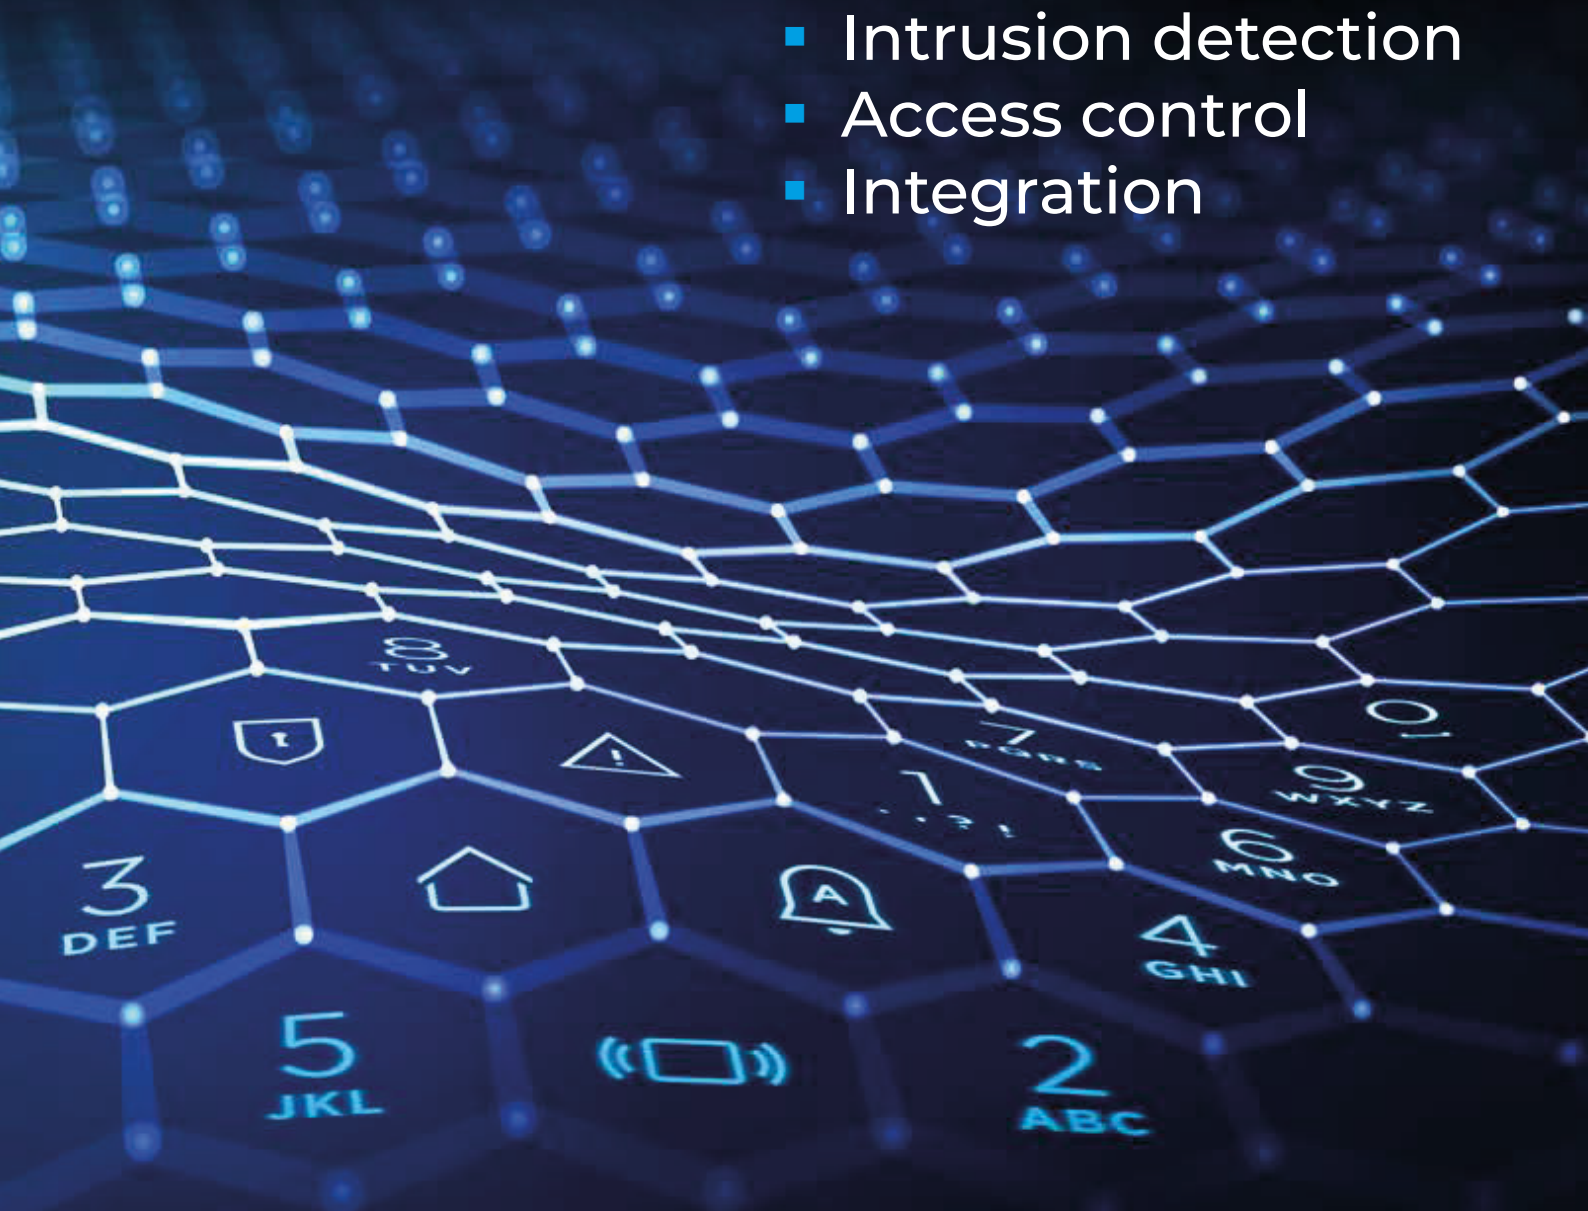 Intrusion detection
Access control
Integration
8
TUV
7
PQRS
0
1
.,?!
9
WXYZ
6
MNO
3
DEF
A
4
GHI
5
JKL
2
ABC